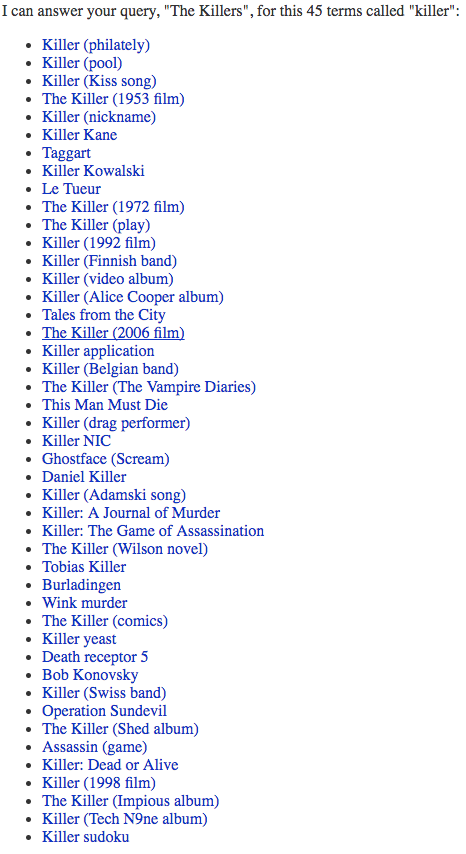 I can answer your query, "The Killers", for this 45 terms called "killer":
Killer (philately)
Killer (pool)
Killer (Kiss song)
The Killer (1953 film)
Killer (nickname)
Killer Kane
Taggart
Killer Kowalski
Le Tueur
The Killer (1972 film)
The Killer (play)
Killer (1992 film)
Killer (Finnish band)
Killer (video album)
Killer (Alice Cooper album)
Tales from the City
The Killer (2006 film)
Killer application
Killer (Belgian band)
The Killer (The Vampire Diaries)
This Man Must Die
Killer (drag performer)
Killer NIC
Ghostface (Scream)
Daniel Killer
Killer (Adamski song)
Killer: A Journal of Murder
Killer: The Game of Assassination
The Killer (Wilson novel)
Tobias Killer
Burladingen
Wink murder
The Killer (comics)
Killer yeast
Death receptor 5
Bob Konovsky
Killer (Swiss band)
Operation Sundevil
The Killer (Shed album)
Assassin (game)
Killer: Dead or Alive
Killer (1998 film)
The Killer (Impious album)
Killer (Tech N9ne album)
Killer sudoku